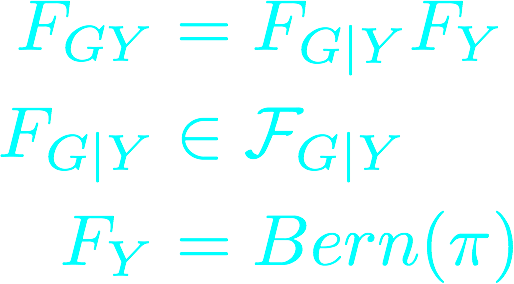 F_{GY} = F_{G|Y} F_Y
F_{G|Y} ∈ ℱ_{G|Y}
F_Y = Bern(π)